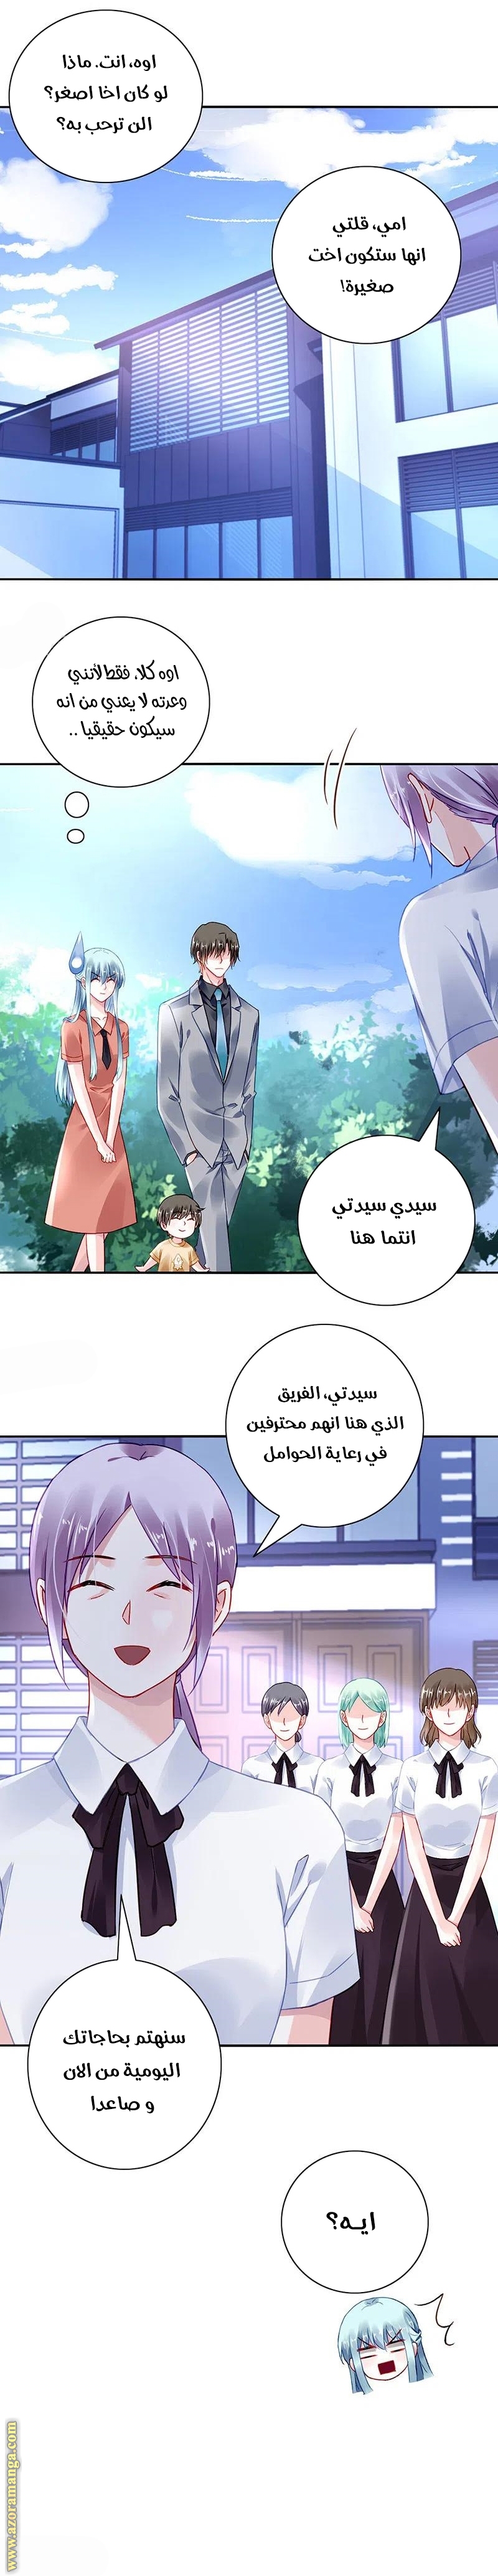 اوه، انت. ماذا
لو كان اخا اصغر؟
الن ترحب به؟
امي، قلتي
انها ستكون اخت
صغيرة!
اوه كلا، فقط لأنني
وعدته لا يعني من انه
سيكون حقيقيا ..
سيدي سيدتي
انتما هنا
سيدتي، الفريق
الذي هنا انهم محترفين
في رعاية الحوامل
سنهتم بحاجاتك
اليومية من الان
و صاعدا
ايـه؟
www.azoramanga.com